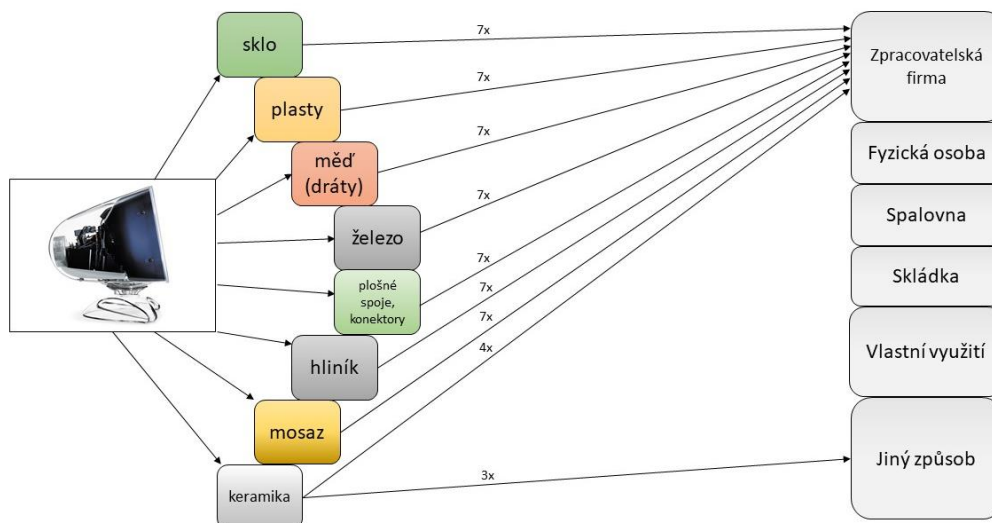 sklo
plasty
měď
(dráty)
železo
plošné
spoje,
konektory
hliník
mosaz
keramika
7x
7x
7x
7x
7x
7x
7x
4x
3x
Zpracovatelská
firma
Fyzická osoba
Spalovna
Skládka
Vlastní využití
Jiný způsob